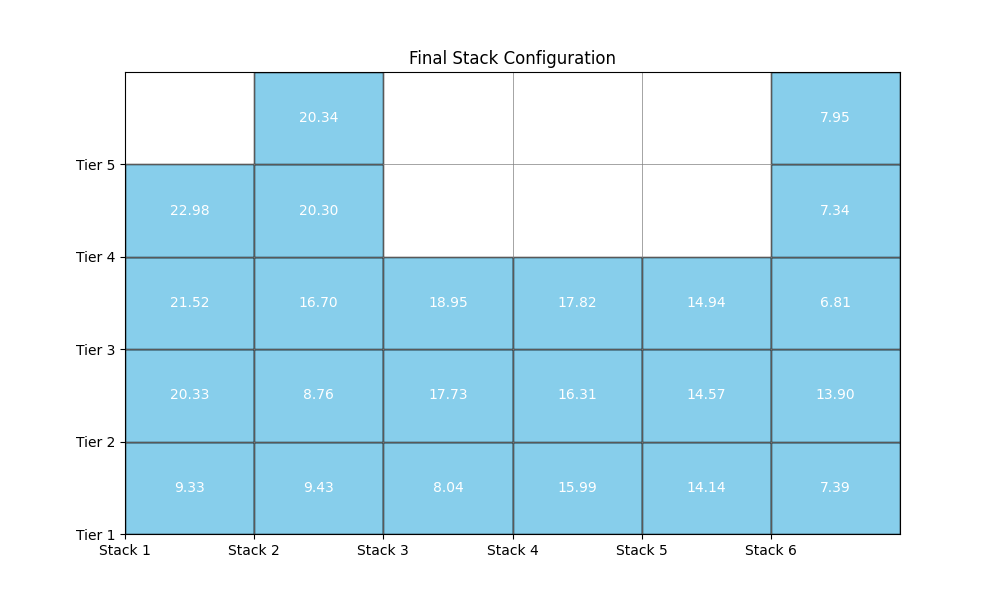 Final Stack Configuration
20.34 7.95
Tier 5
22.98 20.30 7.34
Tier 4
21.52 16.70 18.95 17.82 14.94 6.81
Tier 3
20.33 8.76 17.73 16.31 14.57 13.90
Tier 2
9.33 9.43 8.04 15.99 14.14 7.39
Tier 1
Stack 1 Stack 2 Stack 3 Stack 4 Stack 5 Stack 6